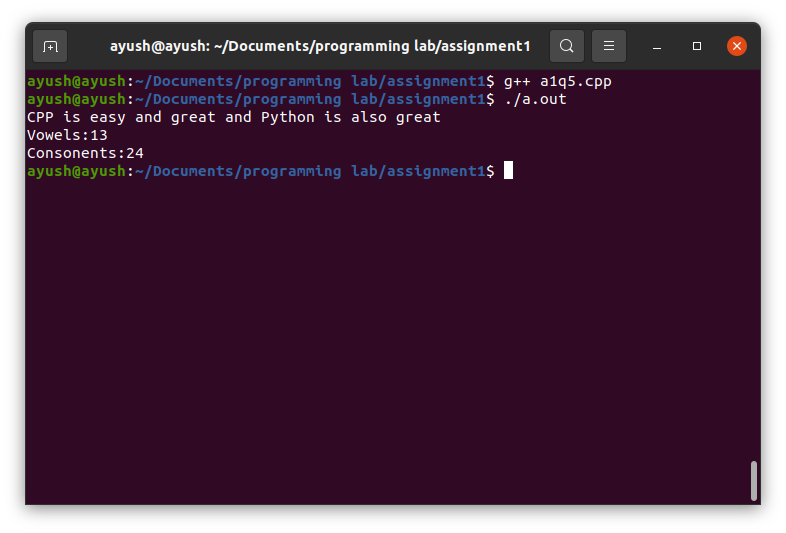 ayush@ayush: ~/Documents/programming lab/assignment1
ayush@ayush:~/Documents/programming lab/assignment1$ g++ a1q5.cpp
ayush@ayush:~/Documents/programming lab/assignment1$ ./a.out
CPP is easy and great and Python is also great
Vowels:13
Consonents:24
ayush@ayush:~/Documents/programming lab/assignment1$